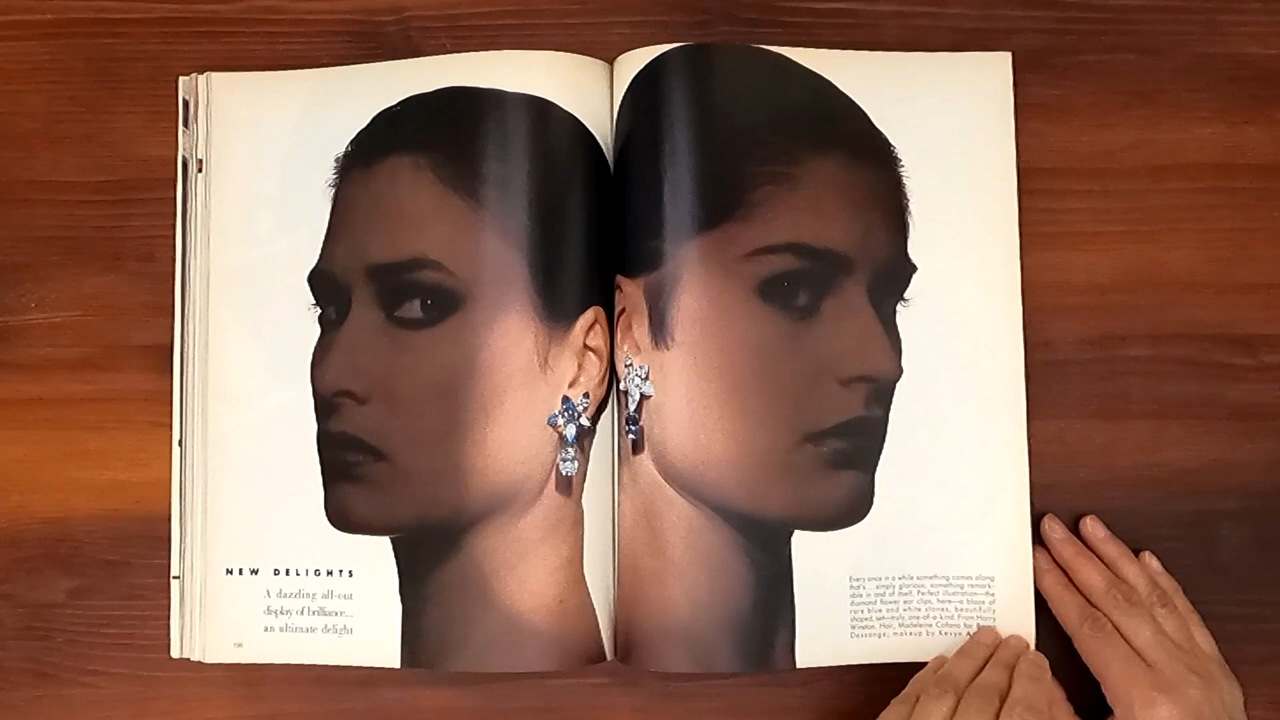 NEW DELIGHTS
A dazzling all-out
display of brilliance...
an ultimate delight
198
Every once in a while something comes along
that's... simply glorious, something remark-
able in and of itself. Perfect illustration—the
diamond flower ear clips, here—a blaze of
rare blue and white stones, beautifully
shaped, set—truly, one-of-a-kind. From Harry
Winston. Hair, Madeleine Cofano for
Dessange; makeup by Kevyn